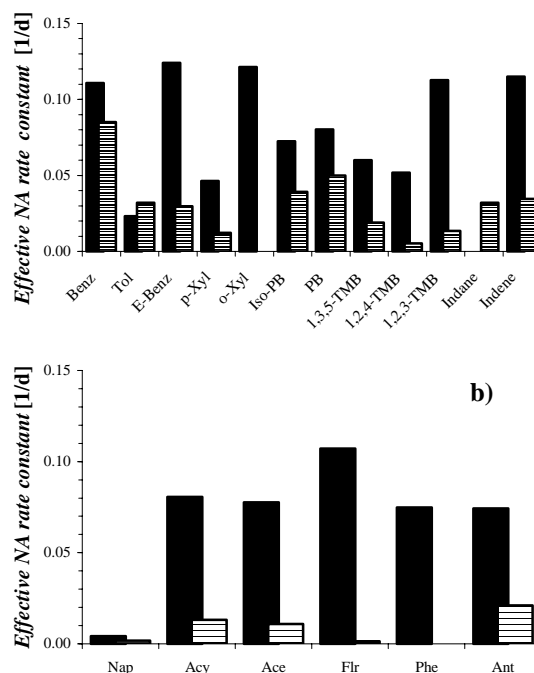 Effective NA rate constant [1/d]
0.15
0.10
0.05
0.00
Benz
Tol
E-Benz
p-Xyl
o-Xyl
Iso-PB
PB
1,3,5-TMB
1,2,4-TMB
1,2,3-TMB
Indane
Indene
Effective NA rate constant [1/d]
0.15
b)
0.10
0.05
0.00
Nap Acy Ace Flr Phe Ant